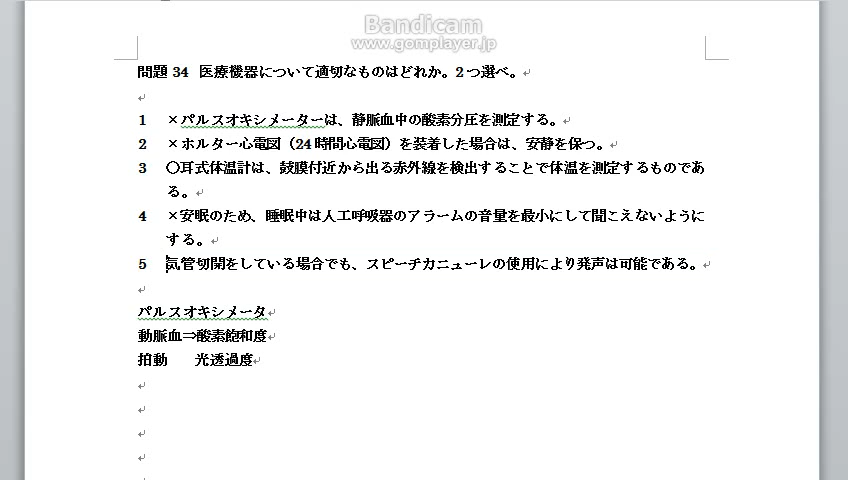 Bandicam
www.gomplayer.jp
問題 34 医療機器について適切なものはどれか。2つ選べ。
1 ×パルスオキシメーターは、静脈血中の酸素分圧を測定する。
2 ×ホルター心電図（24時間心電図）を装着した場合は、安静を保つ。
3 〇耳式体温計は、鼓膜付近から出る赤外線を検出することで体温を測定するものであ
る。
4 ×安眠のため、睡眠中は人工呼吸器のアラームの音量を最小にして聞こえないように
する。
5 気管切開をしている場合でも、スピーチカニューレの使用により発声は可能である。
パルスオキシメータ
動脈血⇒酸素飽和度
拍動 光透過度